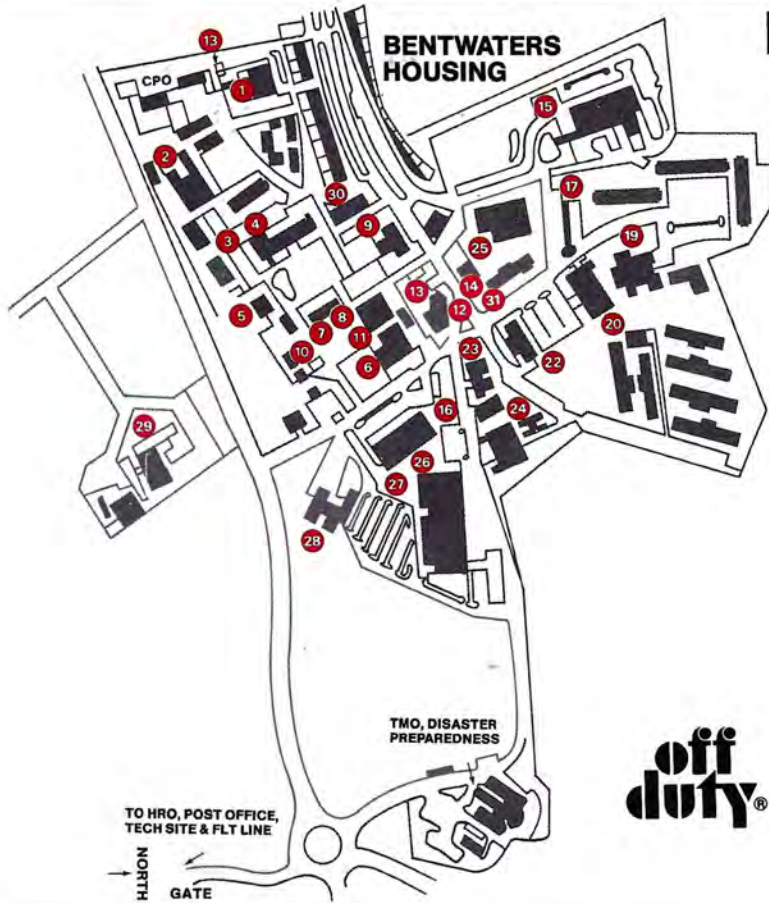 BENTWATERS
HOUSING
13
CPO
1
15
2
17
30
4
9
3
19
25
13
14
5
8
12
31
7
20
11
23
10
6
22
16
24
29
26
27
28
TMO, DISASTER
PREPAREDNESS
off
duty®
TO HRO, POST OFFICE,
TECH SITE & FLT LINE
NORTH
GATE